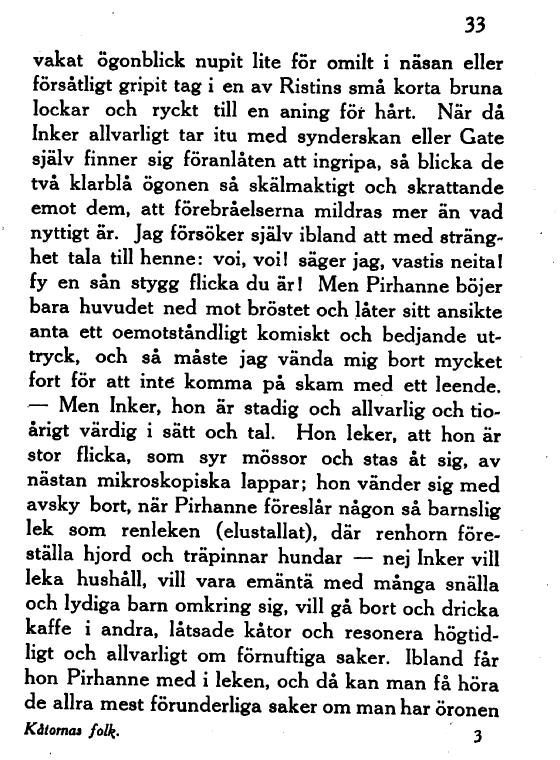 33
vakat ögonblick nupit lite för omilt i näsan eller
försåtligt gripit tag i en av Ristins små korta bruna
lockar och ryckt till en aning för hårt. När då
Inker allvarligt tar itu med synderskan eller Gate
själv finner sig föranlåten att ingripa, så blicka de
två klarblå ögonen så skälmaktigt och skrattande
emot dem, att förebråelserna mildras mer än vad
nyttigt är. Jag försöker själv ibland att med sträng-
het tala till henne: voi, voi! säger jag, vastis neita!
fy en sån stygg flicka du är! Men Pirhanne böjer
bara huvudet ned mot bröstet och låter sitt ansikte
anta ett oemotståndligt komiskt och bedjande ut-
tryck, och så måste jag vända mig bort mycket
fort för att inte komma på skam med ett leende.
— Men Inker, hon är stadig och allvarlig och tio-
årigt värdig i sätt och tal. Hon leker, att hon är
stor flicka, som syr mössor och stas åt sig, av
nästan mikroskopiska lappar; hon vänder sig med
avsky bort, när Pirhanne föreslår någon så barnslig
lek som renleken (elustallat), där renhorn före-
ställa hjord och träpinnar hundar — nej Inker vill
leka hushåll, vill vara emäntä med många snälla
och lydiga barn omkring sig, vill gå bort och dricka
kaffe i andra, låtsade kåtor och resonera högtid-
ligt och allvarligt om förnuftiga saker. Ibland får
hon Pirhanne med i leken, och då kan man få höra
de allra mest förunderliga saker om man har öronen
Kåtornas folk. 3